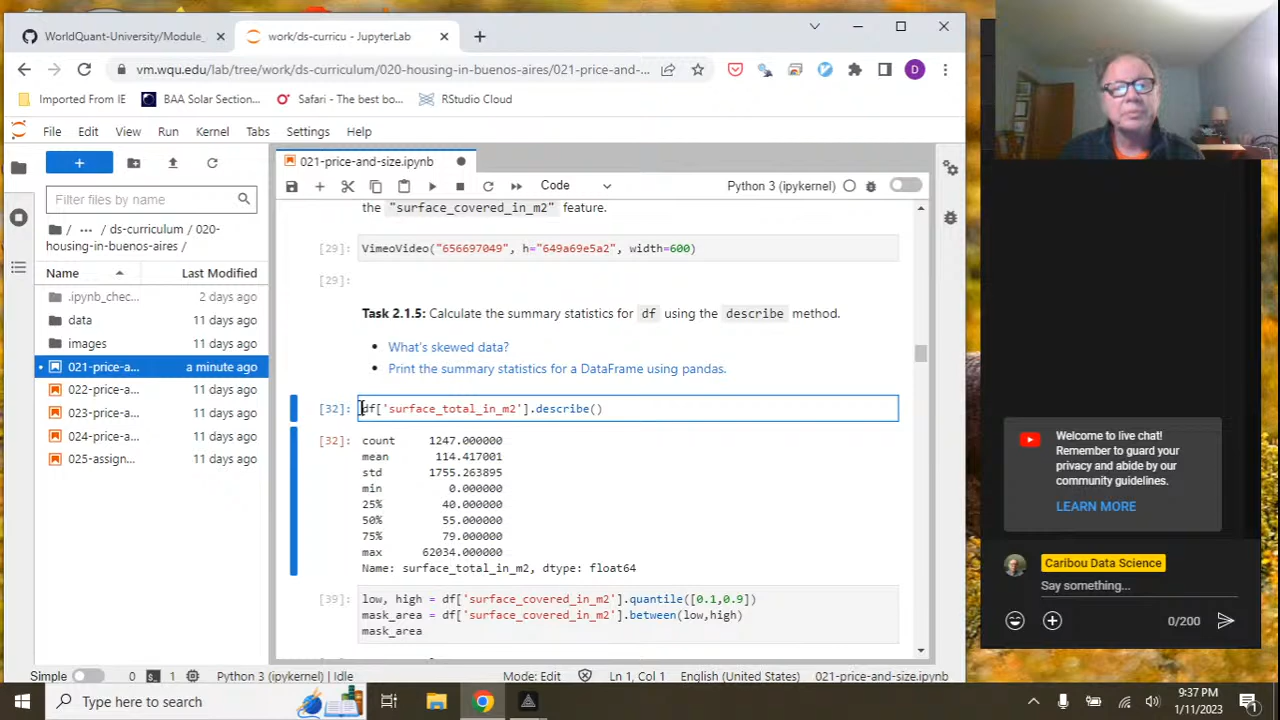 WorldQuant-University/Module_
work/ds-curricu - JupyterLab
vm.wqu.edu/lab/tree/work/ds-curriculum/020-housing-in-buenos-aires/021-price-and-...
D
Imported From IE
BAA Solar Section...
Safari - The best bo...
RStudio Cloud
File Edit View Run Kernel Tabs Settings Help
021-price-and-size.ipynb
Code
Python 3 (ipykernel)
Filter files by name
/ ... / ds-curriculum / 020-
housing-in-buenos-aires /
Name Last Modified
.ipynb_chec... 2 days ago
data 11 days ago
images 11 days ago
021-price-a... a minute ago
022-price-a... 11 days ago
023-price-a... 11 days ago
024-price-a... 11 days ago
025-assign... 11 days ago
the "surface_covered_in_m2" feature.
[29]: VimeoVideo("656697049", h="649a69e5a2", width=600)
[29]:
Task 2.1.5: Calculate the summary statistics for df using the describe method.
What's skewed data?
Print the summary statistics for a DataFrame using pandas.
[32]: df['surface_total_in_m2'].describe()
[32]: count 1247.000000
mean 114.417001
std 1755.263895
min 0.000000
25% 40.000000
50% 55.000000
75% 79.000000
max 62034.000000
Name: surface_total_in_m2, dtype: float64
[39]: low, high = df['surface_covered_in_m2'].quantile([0.1,0.9])
mask_area = df['surface_covered_in_m2'].between(low,high)
mask_area
Simple 0 1 Python 3 (ipykernel) | Idle Mode: Edit Ln 1, Col 1 English (United States) 021-price-and-size.ipynb
Welcome to live chat!
Remember to guard your
privacy and abide by our
community guidelines.
LEARN MORE
Caribou Data Science
Say something...
0/200
Type here to search
9:37 PM
1/11/2023
1